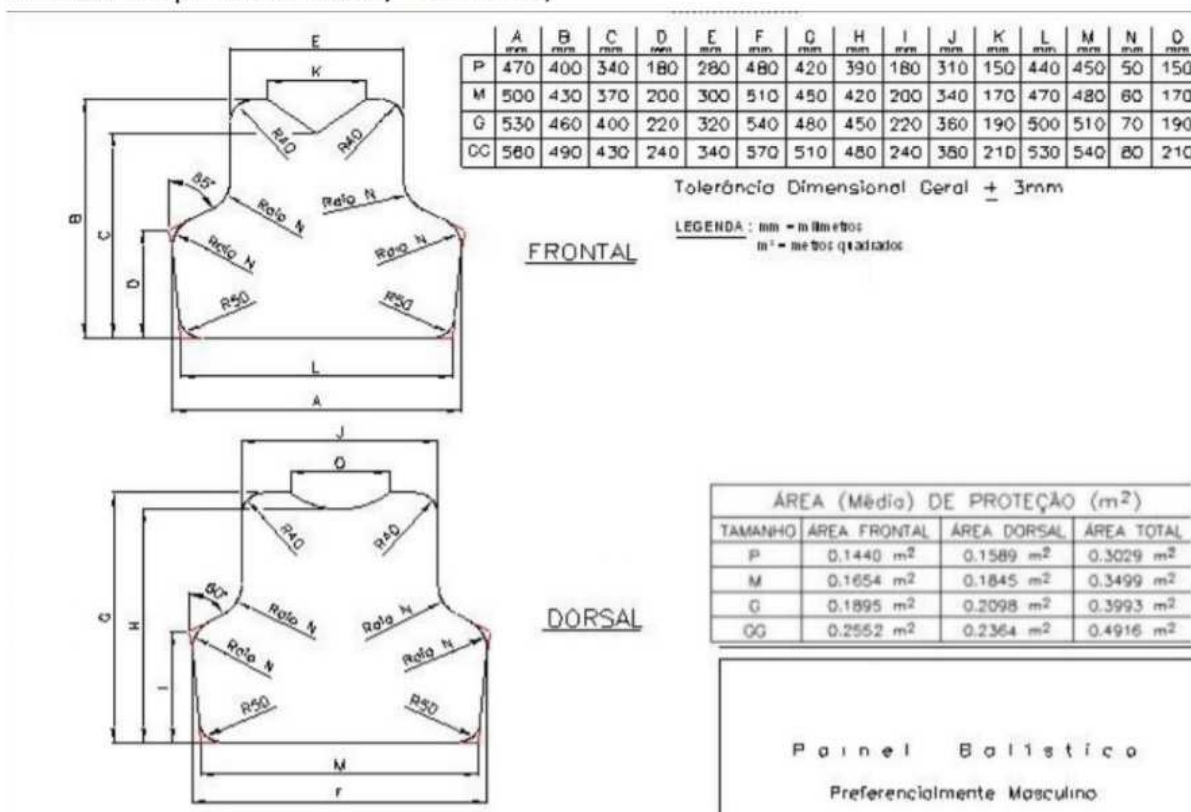 A B C D E F G H I J K L M N O
mm mm mm mm mm mm mm mm mm mm mm mm mm mm mm
P 470 400 340 180 280 480 420 390 180 310 150 440 450 50 150
M 500 430 370 200 300 510 450 420 200 340 170 470 480 60 170
G 530 460 400 220 320 540 480 450 220 360 190 500 510 70 190
GG 560 490 430 240 340 570 510 480 240 380 210 530 540 80 210
Tolerância Dimensional Geral ± 3mm
LEGENDA : mm = milimetros
m² = metros quadrados
E
K
R40 R40
B C D
Raio N Raio N
Raio N Raio N
R50 R50
L
A
FRONTAL
J
O
R40 R40
G H I
60°
Raio N Raio N
Raio N Raio N
R50 R50
M
F
DORSAL
ÁREA (Média) DE PROTEÇÃO (m²)
TAMANHO ÁREA FRONTAL ÁREA DORSAL ÁREA TOTAL
P 0.1440 m² 0.1589 m² 0.3029 m²
M 0.1654 m² 0.1845 m² 0.3499 m²
G 0.1895 m² 0.2098 m² 0.3993 m²
GG 0.2552 m² 0.2364 m² 0.4916 m²
Painel Balístico
Preferencialmente Masculino